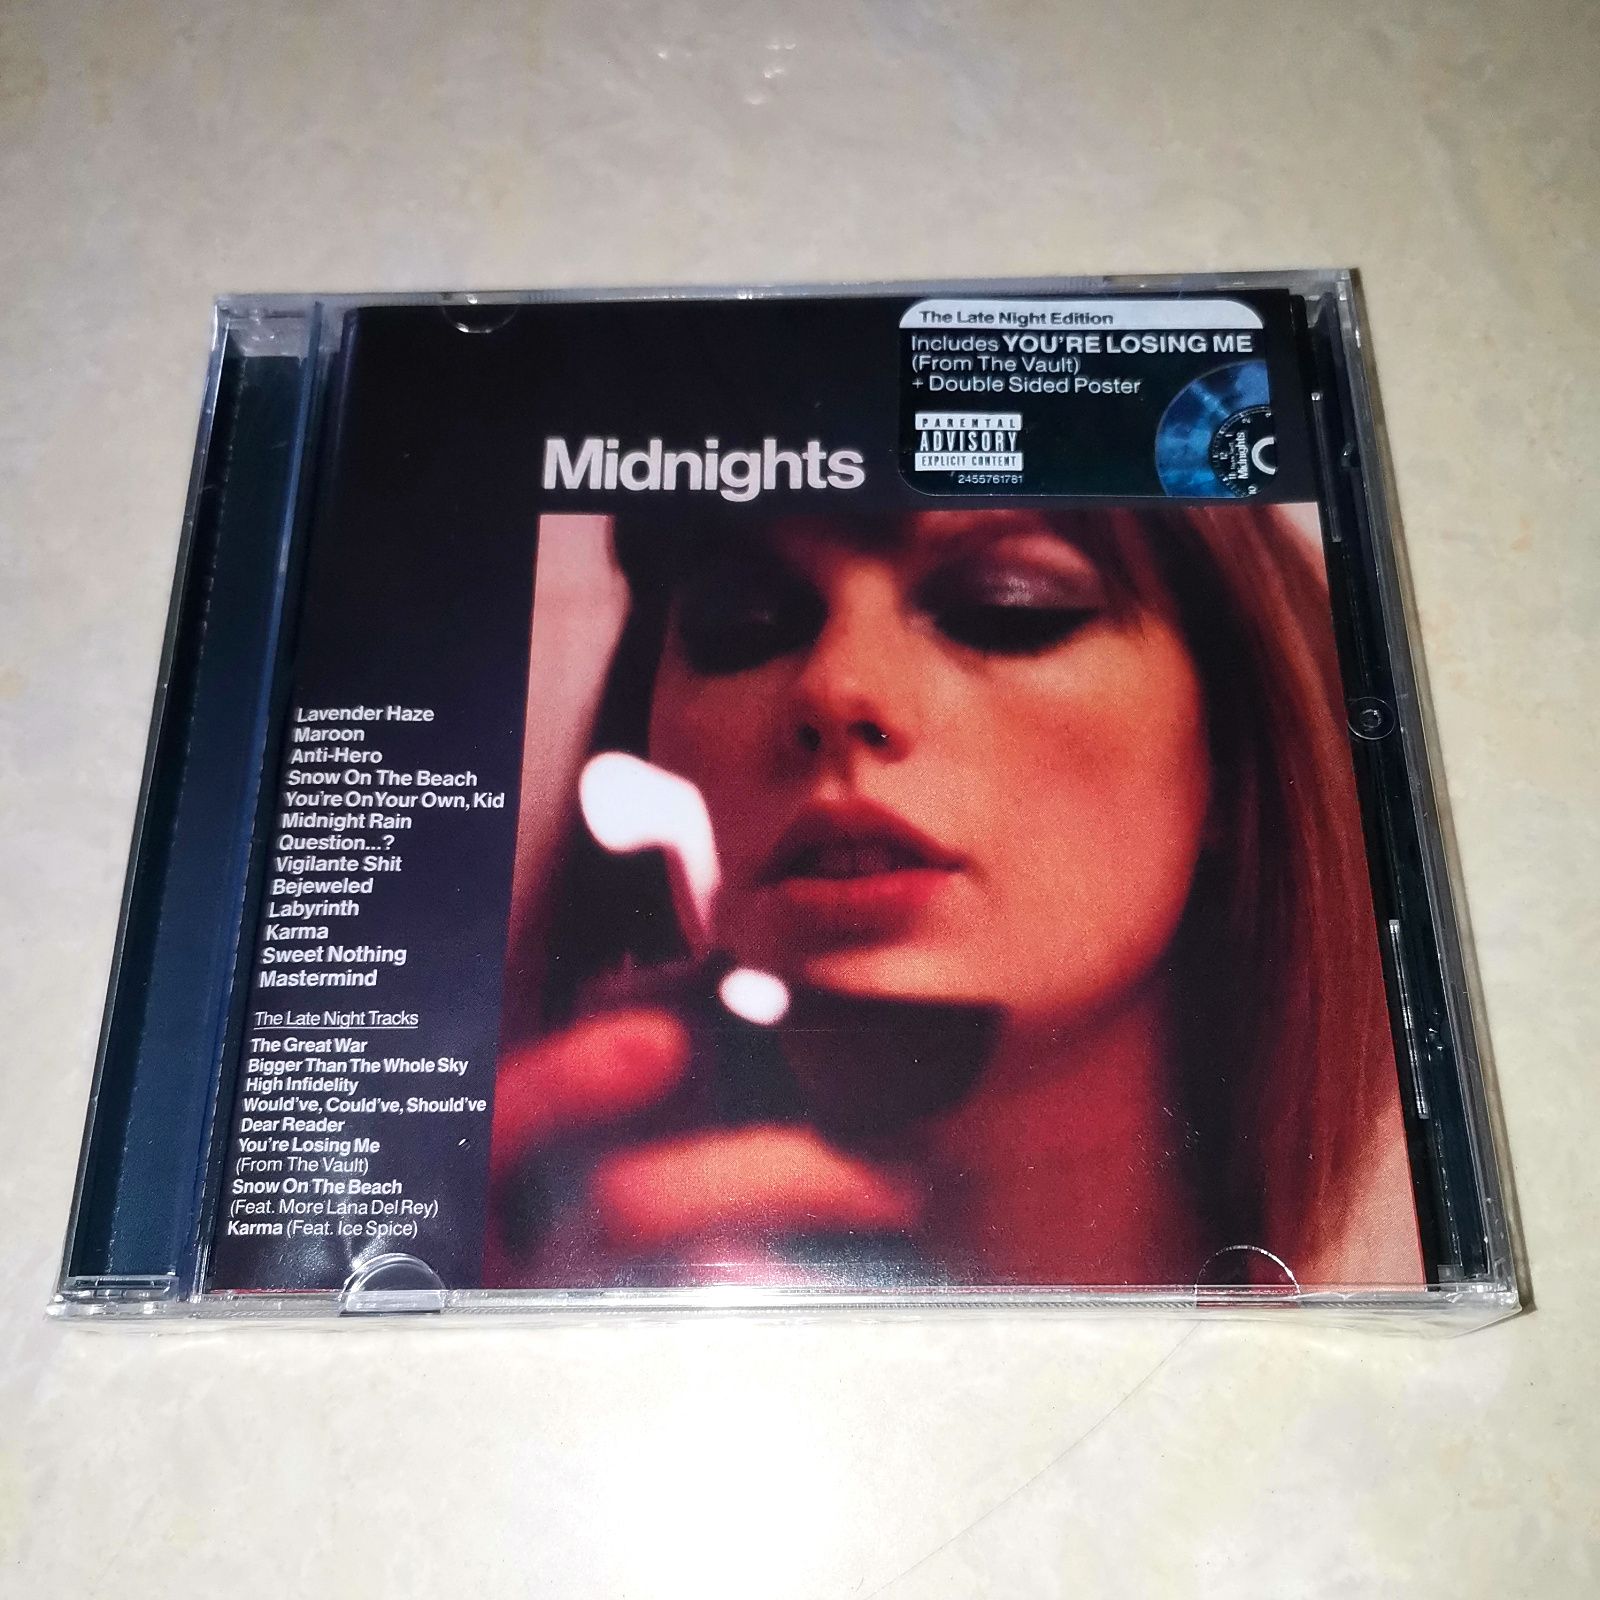 The Late Night Edition
Includes YOU'RE LOSING ME
(From The Vault)
+ Double Sided Poster
PARENTAL
ADVISORY
EXPLICIT CONTENT
2455761781
Midnights
Midnights
Lavender Haze
Maroon
Anti-Hero
Snow On The Beach
You're On Your Own, Kid
Midnight Rain
Question...?
Vigilante Shit
Bejeweled
Labyrinth
Karma
Sweet Nothing
Mastermind
The Late Night Tracks
The Great War
Bigger Than The Whole Sky
High Infidelity
Would've, Could've, Should've
Dear Reader
You're Losing Me
(From The Vault)
Snow On The Beach
(Feat. More Lana Del Rey)
Karma (Feat. Ice Spice)